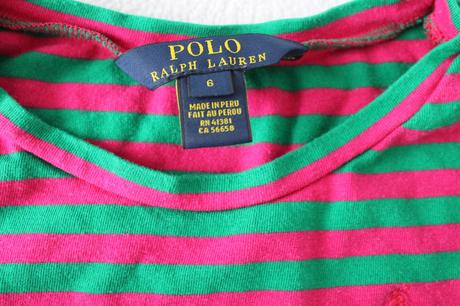 POLO
RALPH LAUREN
6
MADE IN PERU
FAIT AU PEROU
RN 41381
CA 56658